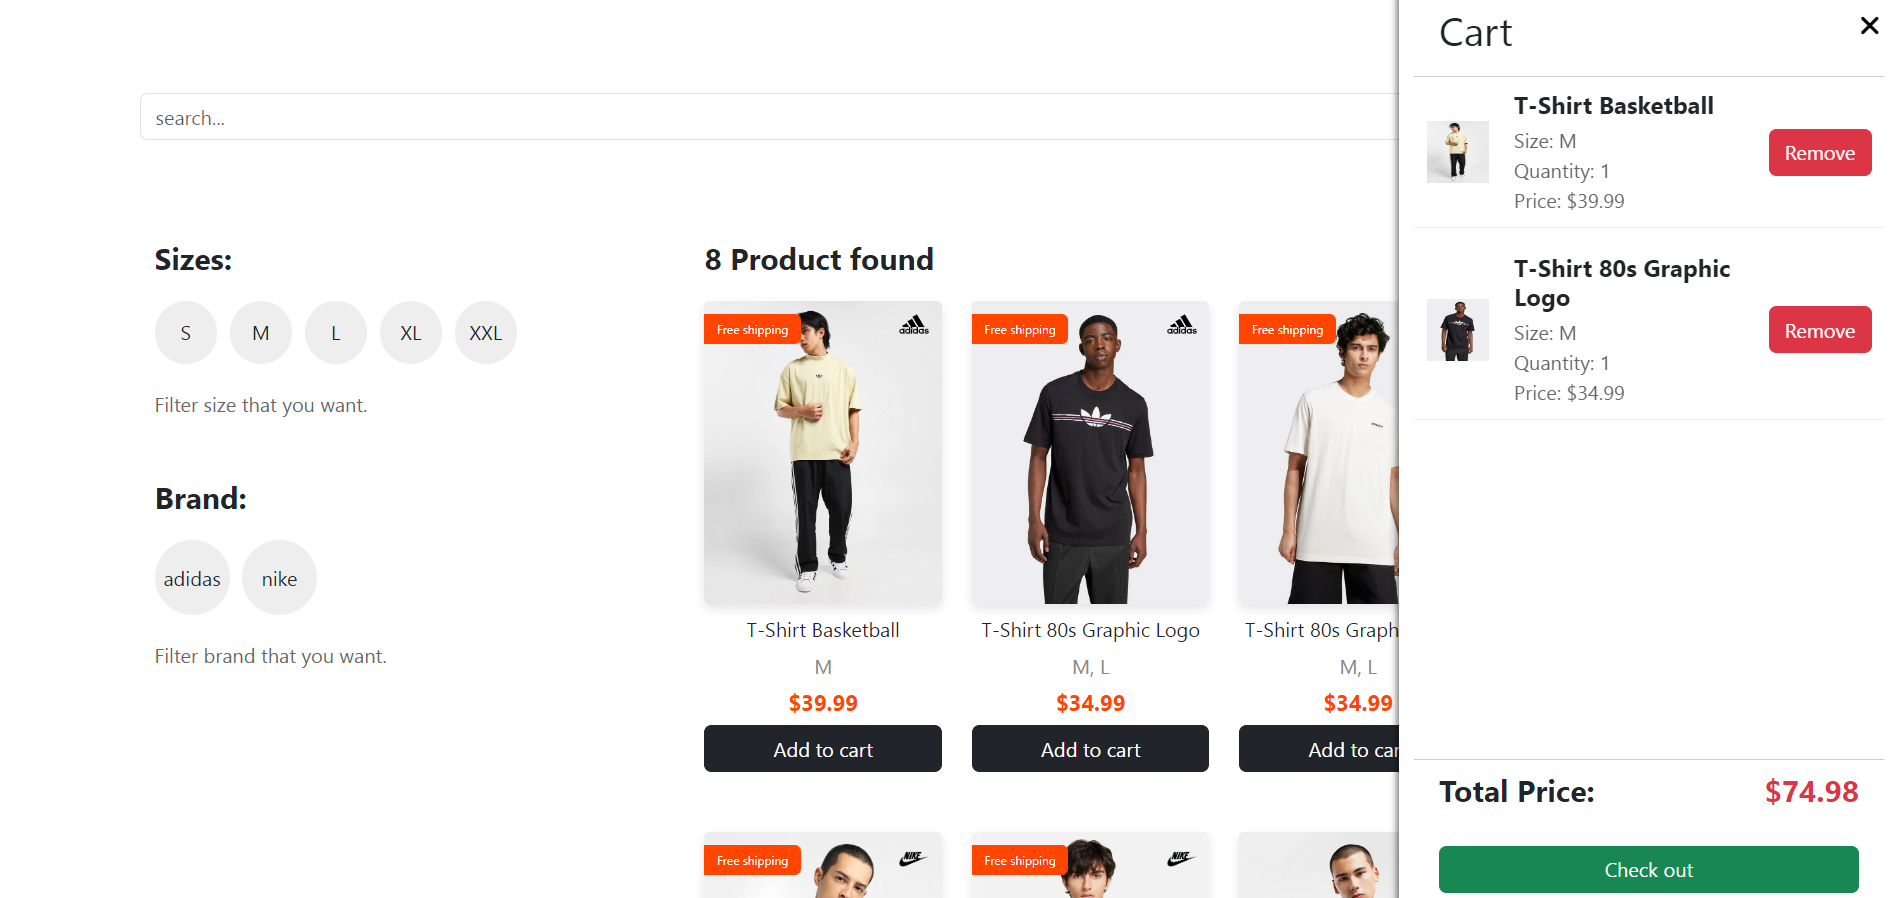 search...
Sizes:
S M L XL XXL
Filter size that you want.
Brand:
adidas nike
Filter brand that you want.
8 Product found
Free shipping
adidas
T-Shirt Basketball
M
$39.99
Add to cart
Free shipping
adidas
T-Shirt 80s Graphic Logo
M, L
$34.99
Add to cart
Free shipping
T-Shirt 80s Graph
M, L
$34.99
Add to car
Free shipping
NIKE
Free shipping
NIKE
Cart
T-Shirt Basketball
Size: M
Quantity: 1
Price: $39.99
Remove
T-Shirt 80s Graphic
Logo
Size: M
Quantity: 1
Price: $34.99
Remove
Total Price: $74.98
Check out